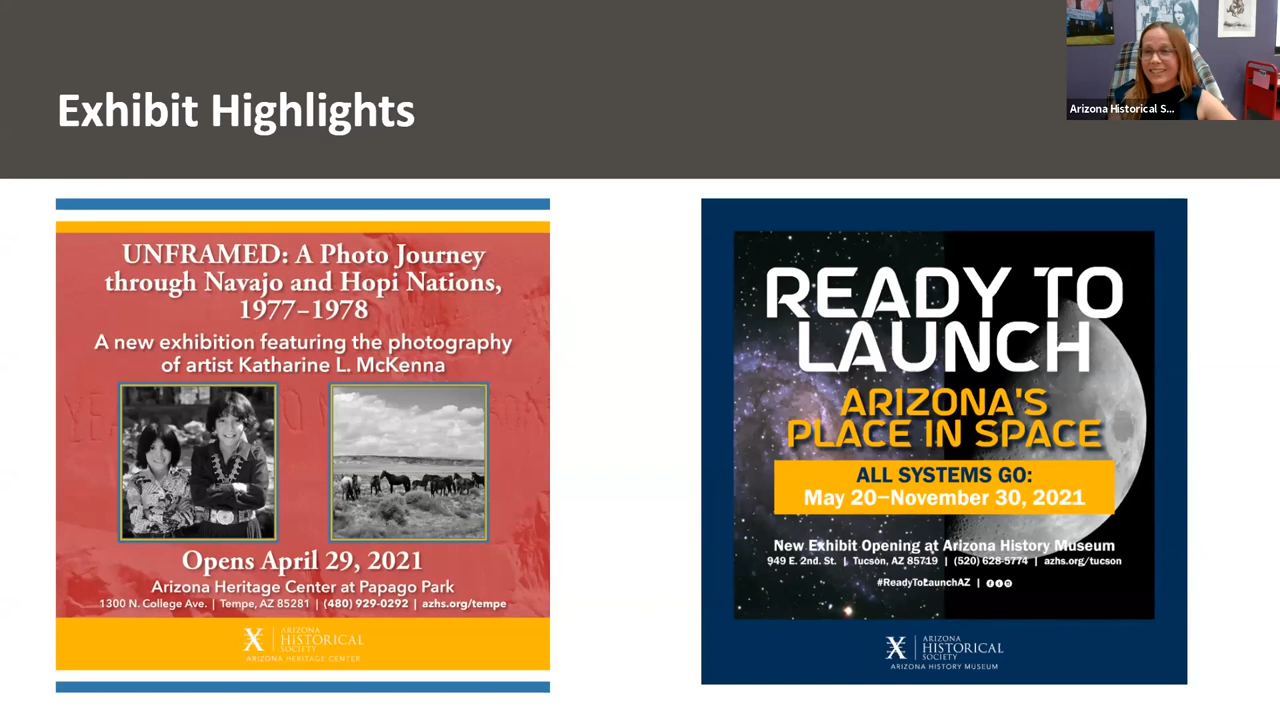 Exhibit Highlights
Arizona Historical S...
UNFRAMED: A Photo Journey
through Navajo and Hopi Nations,
1977–1978
A new exhibition featuring the photography
of artist Katharine L. McKenna
Opens April 29, 2021
Arizona Heritage Center at Papago Park
1300 N. College Ave. | Tempe, AZ 85281 | (480) 929-0292 | azhs.org/tempe
ARIZONA
HISTORICAL
SOCIETY
ARIZONA HERITAGE CENTER
READY TO
LAUNCH
ARIZONA'S
PLACE IN SPACE
ALL SYSTEMS GO:
May 20–November 30, 2021
New Exhibit Opening at Arizona History Museum
949 E. 2nd. St. | Tucson, AZ 85719 | (520) 628-5774 | azhs.org/tucson
#ReadyToLaunchAZ |
ARIZONA
HISTORICAL
SOCIETY
ARIZONA HISTORY MUSEUM